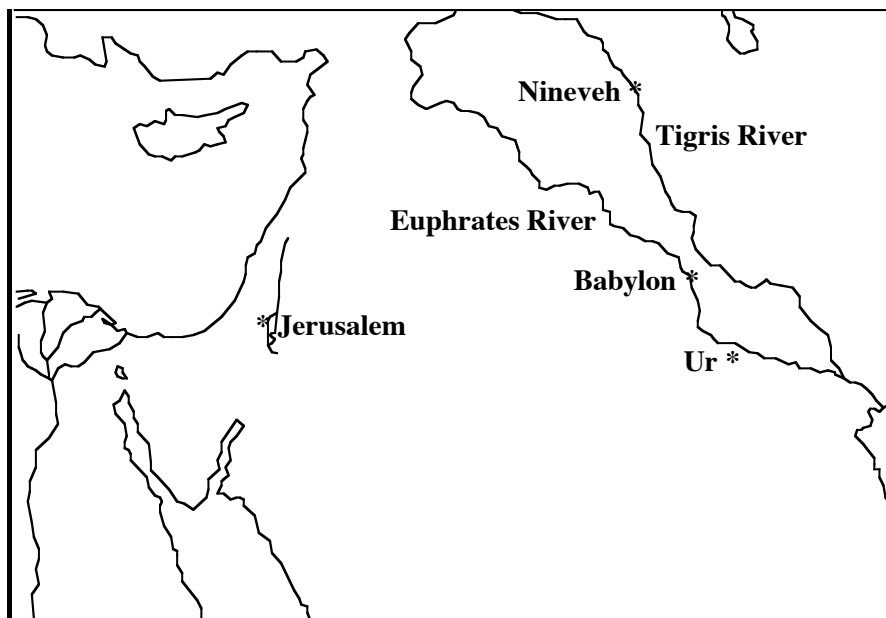 Nineveh *
Tigris River
Euphrates River
Babylon *
* Jerusalem
Ur *